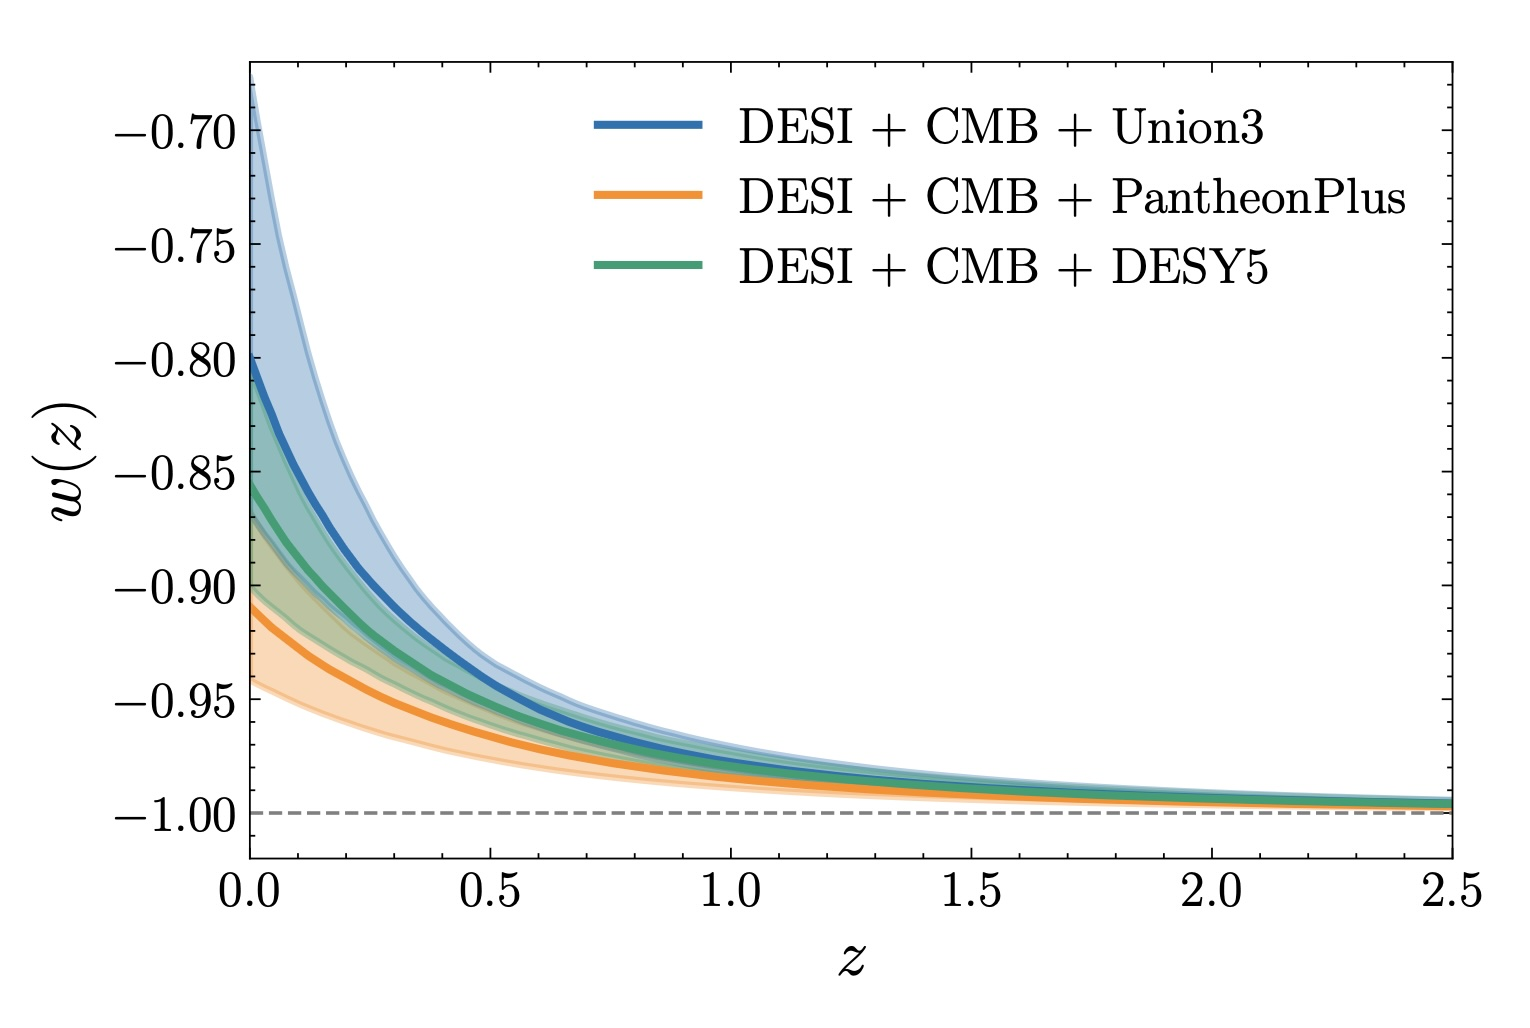 DESI + CMB + Union3
DESI + CMB + PantheonPlus
DESI + CMB + DESY5
−0.70
−0.75
−0.80
−0.85
−0.90
−0.95
−1.00
w(z)
0.0 0.5 1.0 1.5 2.0 2.5
z